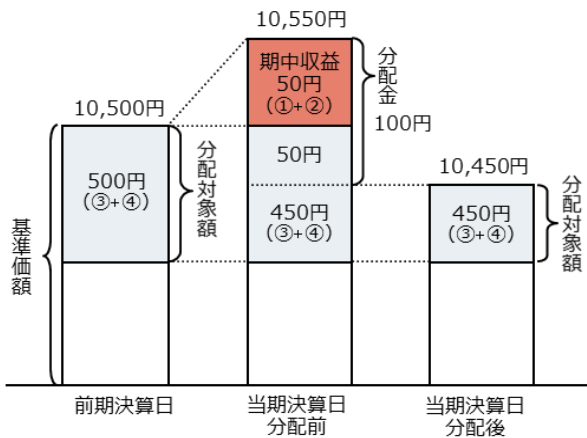 10,550円
期中収益
50円
(①+②)
分配金
100円
10,500円
500円
(③+④)
分配対象額
50円
450円
(③+④)
10,450円
450円
(③+④)
分配対象額
基準価額
前期決算日
当期決算日
分配前
当期決算日
分配後